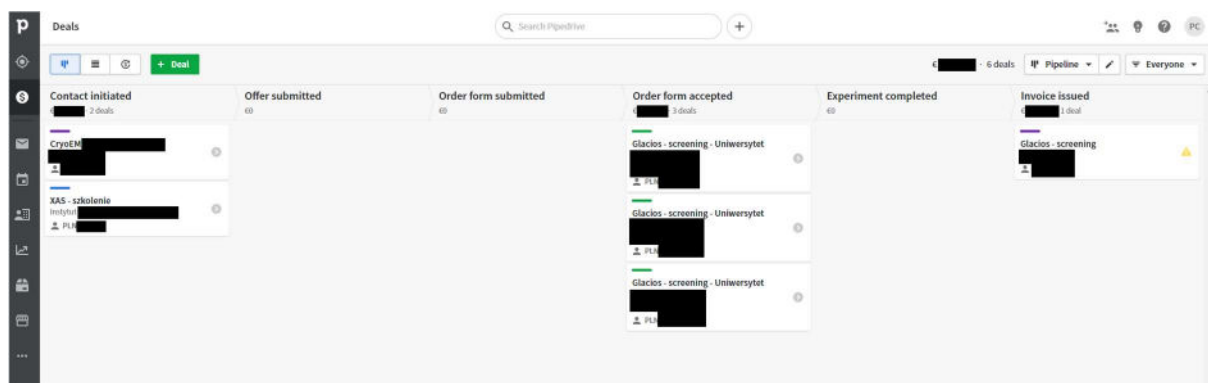 p Deals Search Pipedrive + PC
+ Deal € · 6 deals Pipeline Everyone
Contact initiated
€ · 2 deals
CryoEM
XAS - szkolenie
Instytut
PLN
Offer submitted
€0
Order form submitted
€0
Order form accepted
€ · 3 deals
Glacios - screening - Uniwersytet
PLN
Glacios - screening - Uniwersytet
PLN
Glacios - screening - Uniwersytet
PLN
Experiment completed
€0
Invoice issued
€ 1 deal
Glacios - screening